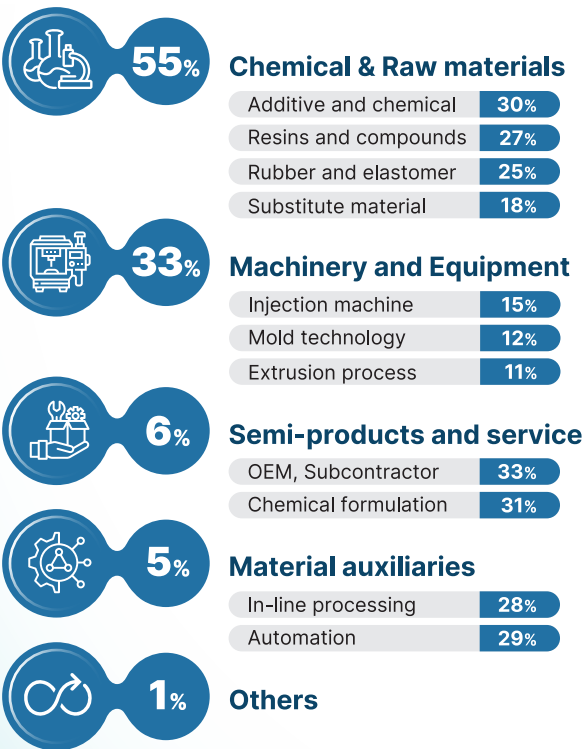 55% Chemical & Raw materials
Additive and chemical 30%
Resins and compounds 27%
Rubber and elastomer 25%
Substitute material 18%
33% Machinery and Equipment
Injection machine 15%
Mold technology 12%
Extrusion process 11%
6% Semi-products and service
OEM, Subcontractor 33%
Chemical formulation 31%
5% Material auxiliaries
In-line processing 28%
Automation 29%
1% Others